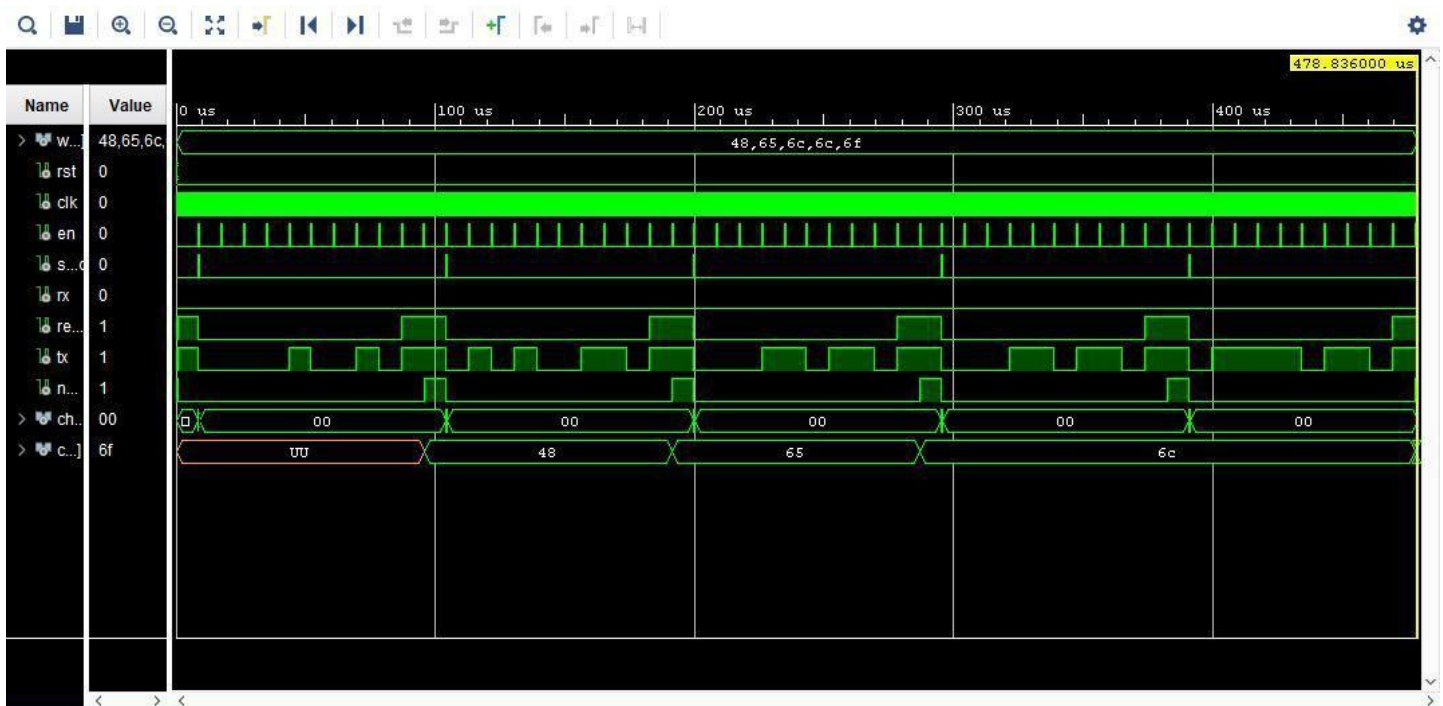 478.836000 us
Name Value 0 us 100 us 200 us 300 us 400 us
w...] 48,65,6c, 48,65,6c,6c,6f
rst 0
clk 0
en 0
s...d 0
rx 0
re... 1
tx 1
n... 1
ch.. 00 00 00 00 00 00
c...] 6f UU 48 65 6c